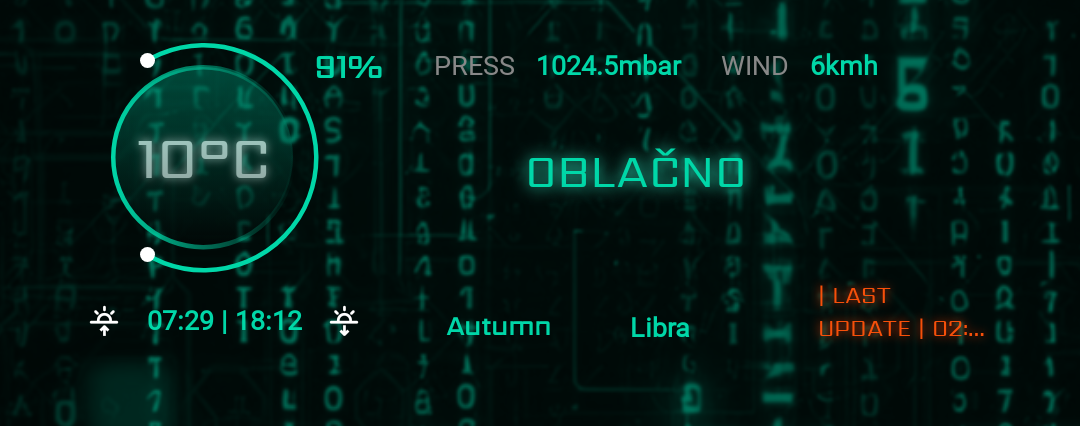 91% PRESS 1024.5mbar WIND 6kmh
10°C
OBLAČNO
| LAST
UPDATE | 02:...
07:29 | 18:12
Autumn
Libra